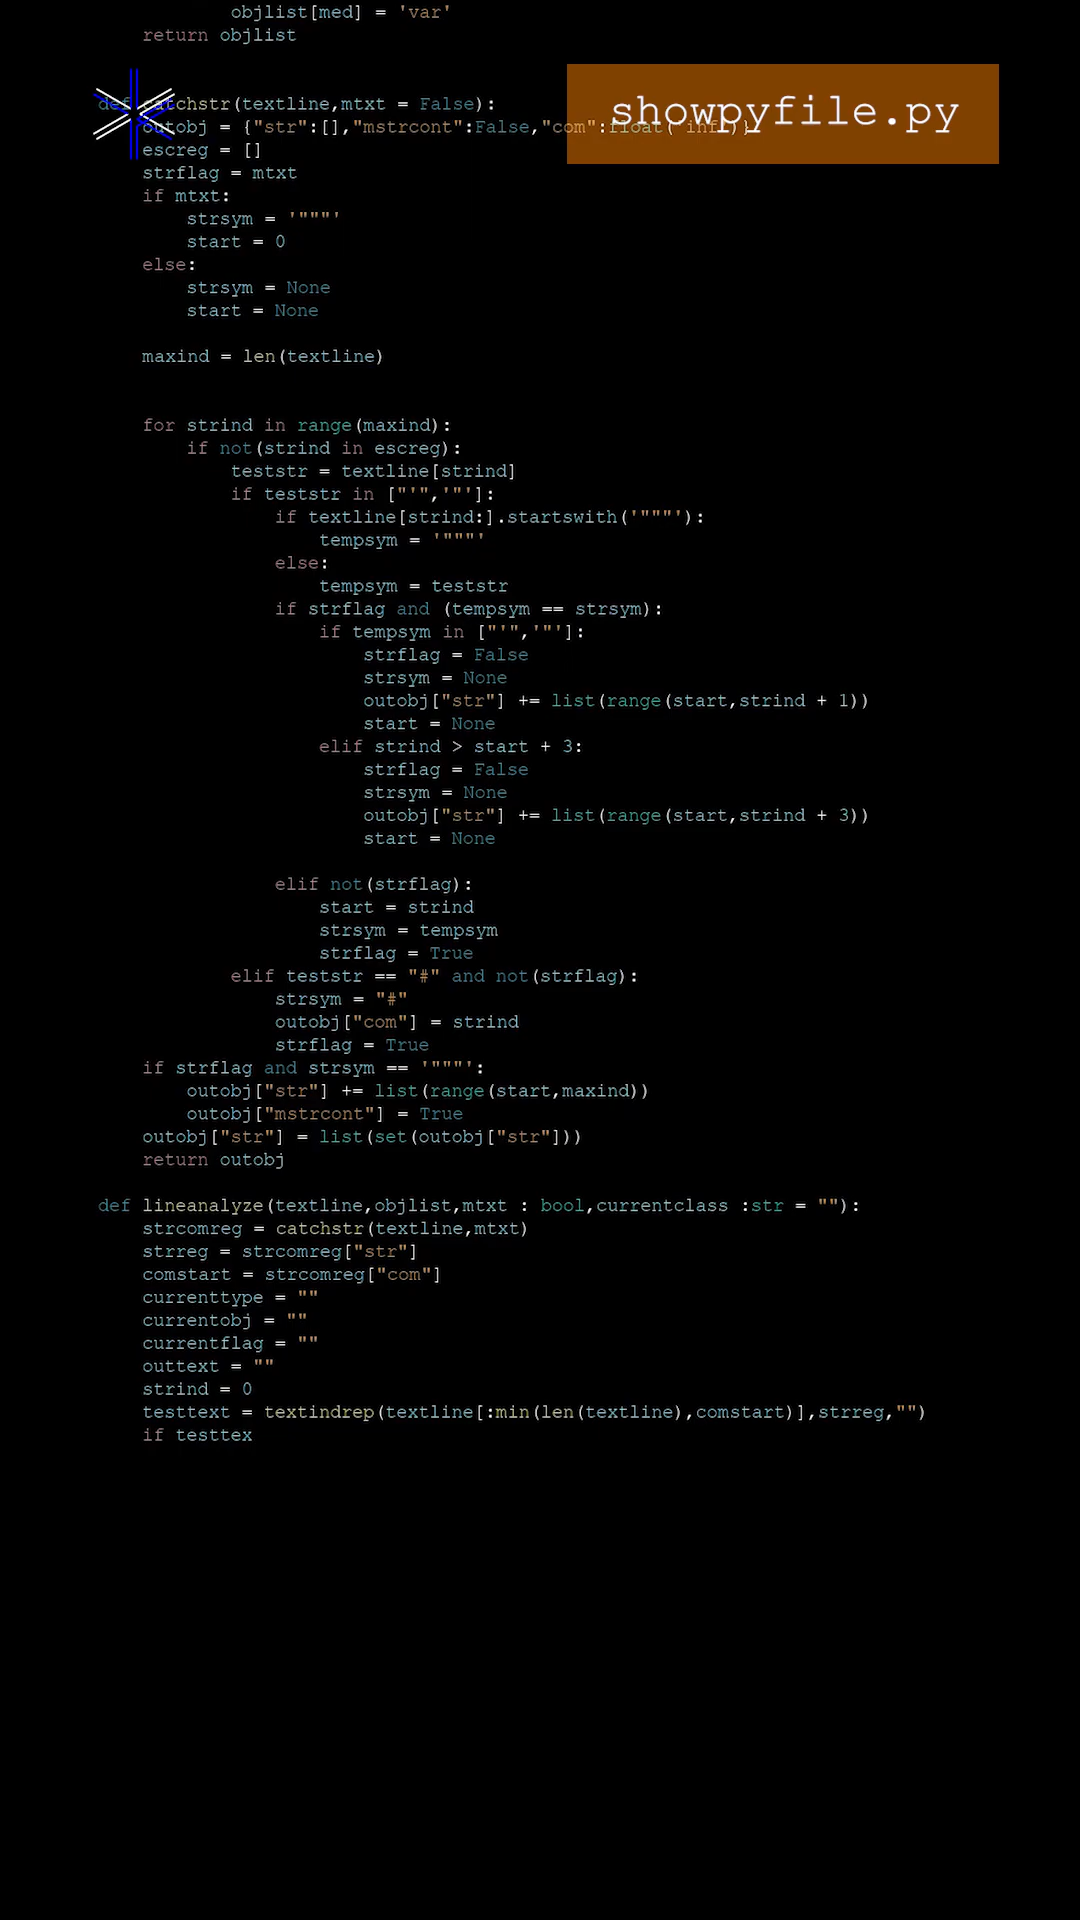 objlist[med] = 'var'
    return objlist
showpyfile.py
def catchstr(textline,mtxt = False):
    outobj = {"str":[],"mstrcont":False,"com":float("inf")}
    escreg = []
    strflag = mtxt
    if mtxt:
        strsym = '"""'
        start = 0
    else:
        strsym = None
        start = None
    maxind = len(textline)
    for strind in range(maxind):
        if not(strind in escreg):
            teststr = textline[strind]
            if teststr in ["'",'"']:
                if textline[strind:].startswith('"""'):
                    tempsym = '"""'
                else:
                    tempsym = teststr
                if strflag and (tempsym == strsym):
                    if tempsym in ["'",'"']:
                        strflag = False
                        strsym = None
                        outobj["str"] += list(range(start,strind + 1))
                        start = None
                    elif strind > start + 3:
                        strflag = False
                        strsym = None
                        outobj["str"] += list(range(start,strind + 3))
                        start = None
                elif not(strflag):
                    start = strind
                    strsym = tempsym
                    strflag = True
            elif teststr == "#" and not(strflag):
                strsym = "#"
                outobj["com"] = strind
                strflag = True
    if strflag and strsym == '"""':
        outobj["str"] += list(range(start,maxind))
        outobj["mstrcont"] = True
    outobj["str"] = list(set(outobj["str"]))
    return outobj
def lineanalyze(textline,objlist,mtxt : bool,currentclass :str = ""):
    strcomreg = catchstr(textline,mtxt)
    strreg = strcomreg["str"]
    comstart = strcomreg["com"]
    currenttype = ""
    currentobj = ""
    currentflag = ""
    outtext = ""
    strind = 0
    testtext = textindrep(textline[:min(len(textline),comstart)],strreg,"")
    if testtex